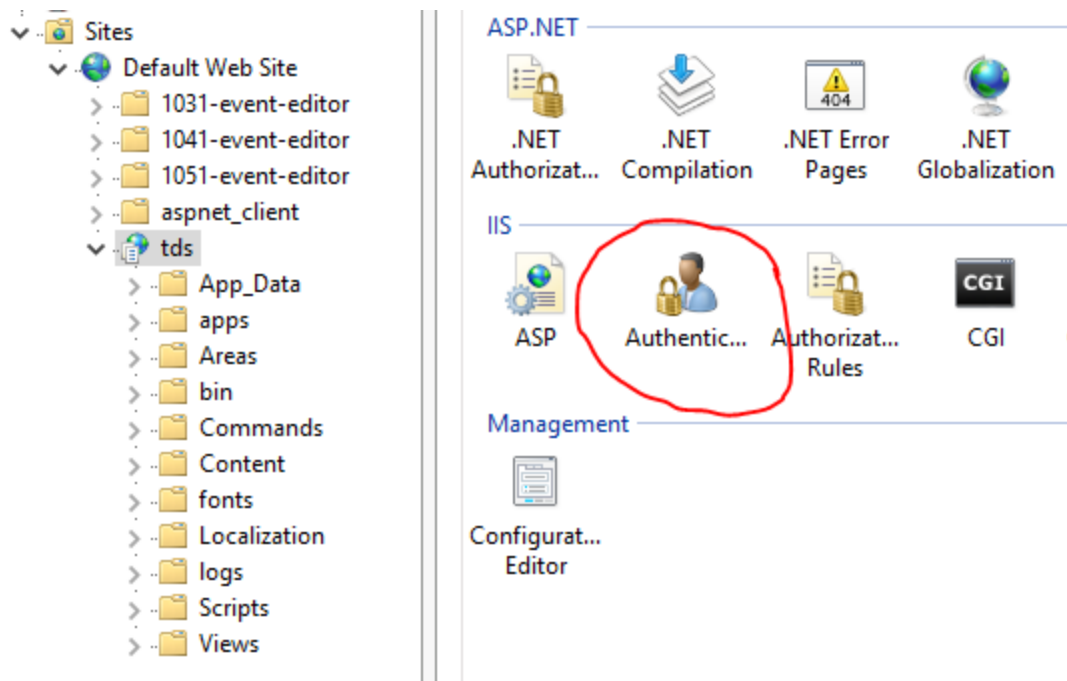 Sites
Default Web Site
1031-event-editor
1041-event-editor
1051-event-editor
aspnet_client
tds
App_Data
apps
Areas
bin
Commands
Content
fonts
Localization
logs
Scripts
Views
ASP.NET
404
.NET
Authorizat...
.NET
Compilation
.NET Error
Pages
.NET
Globalization
IIS
CGI
ASP
Authentic...
Authorizat...
Rules
CGI
Management
Configurat...
Editor